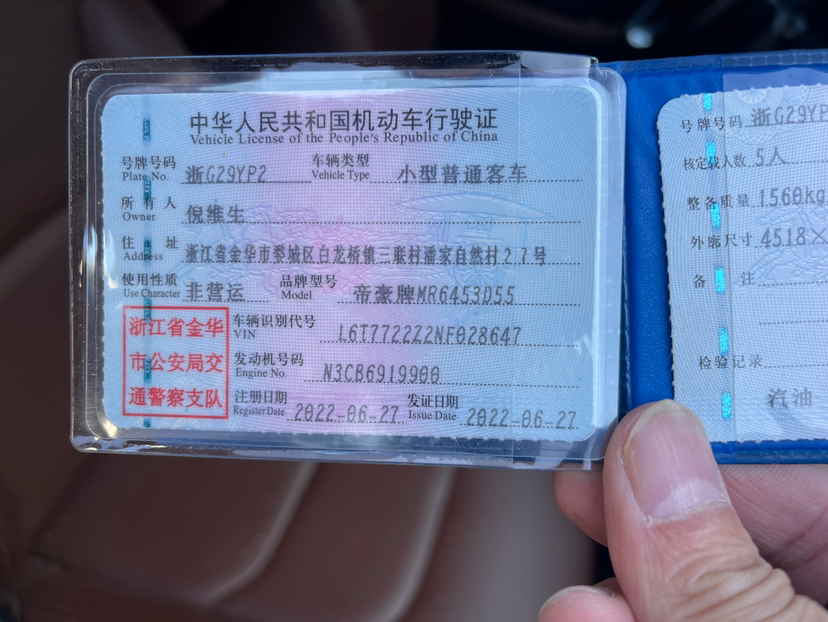 中华人民共和国机动车行驶证
Vehicle License of the People's Republic of China
号牌号码 浙G29YP2 车辆类型 小型普通客车
Plate No. Vehicle Type
所有人 倪维生
Owner
住址 浙江省金华市婺城区白龙桥镇三联村潘家自然村27号
Address
使用性质 非营运 品牌型号 帝豪牌MR6453D55
Use Character Model
浙江省金华
市公安局交
通警察支队
车辆识别代号 L6T7722Z2NF028647
VIN
发动机号码 N3CB6919900
Engine No.
注册日期 2022-06-27 发证日期 2022-06-27
Register Date Issue Date
号牌号码 浙G29YP
核定载人数 5人
整备质量 1560kg
外廓尺寸 4518×
备注
检验记录
汽油